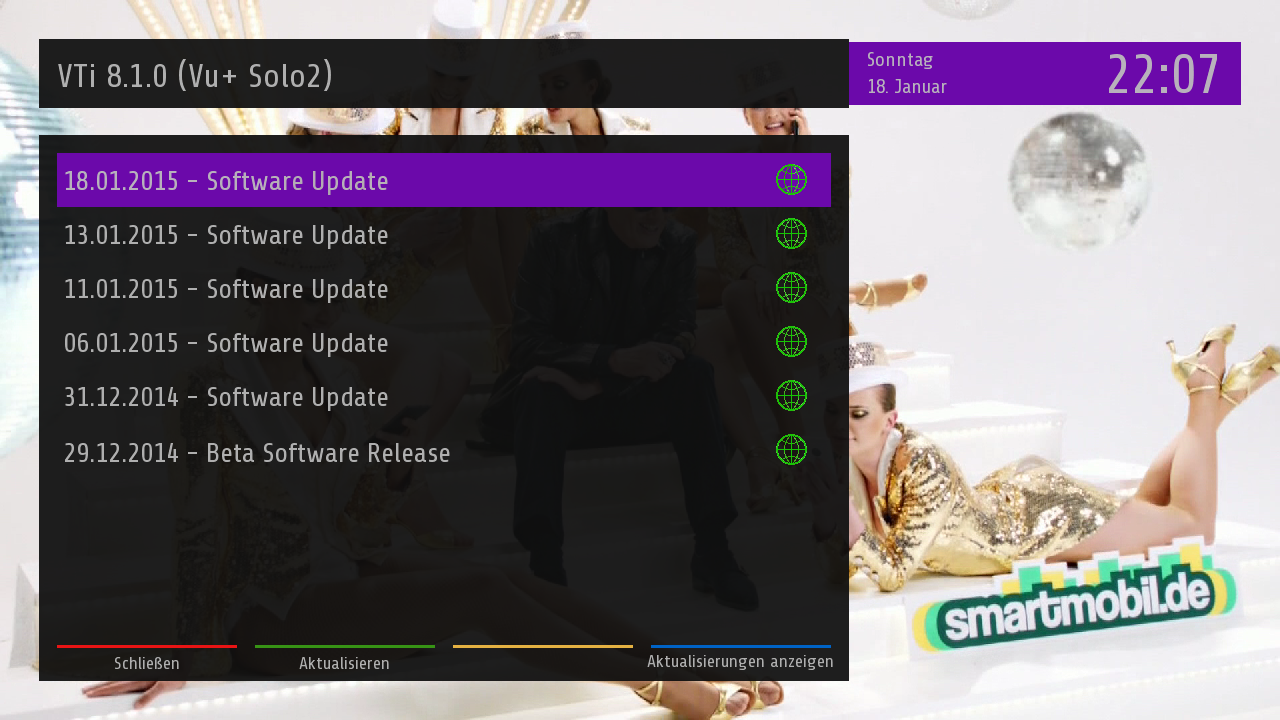 VTi 8.1.0 (Vu+ Solo2)
Sonntag
18. Januar
22:07
18.01.2015 - Software Update
13.01.2015 - Software Update
11.01.2015 - Software Update
06.01.2015 - Software Update
31.12.2014 - Software Update
29.12.2014 - Beta Software Release
smartmobil.de
Schließen
Aktualisieren
Aktualisierungen anzeigen